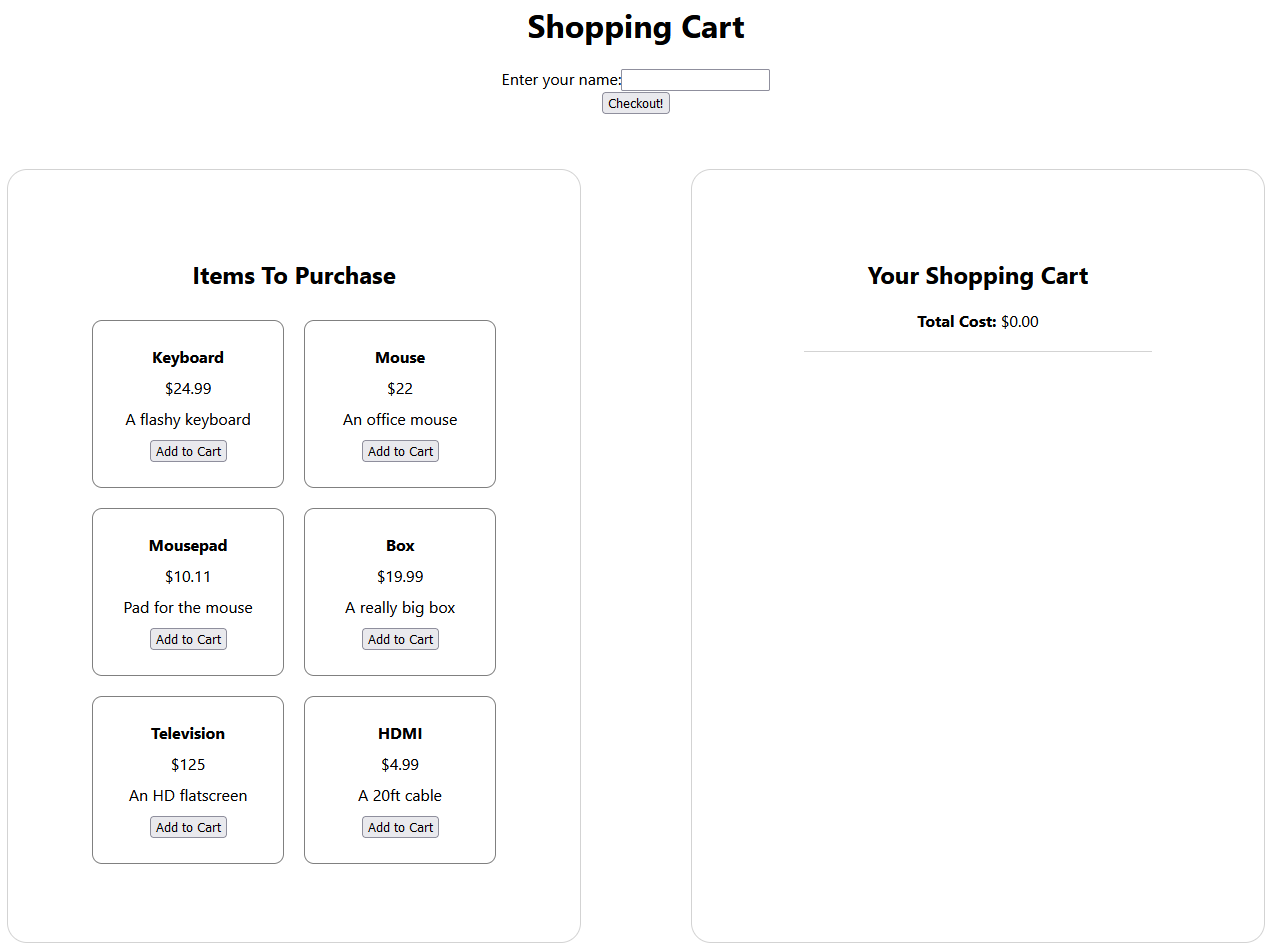 Shopping Cart
Enter your name:
Checkout!
Items To Purchase
Keyboard
$24.99
A flashy keyboard
Add to Cart
Mouse
$22
An office mouse
Add to Cart
Mousepad
$10.11
Pad for the mouse
Add to Cart
Box
$19.99
A really big box
Add to Cart
Television
$125
An HD flatscreen
Add to Cart
HDMI
$4.99
A 20ft cable
Add to Cart
Your Shopping Cart
Total Cost: $0.00